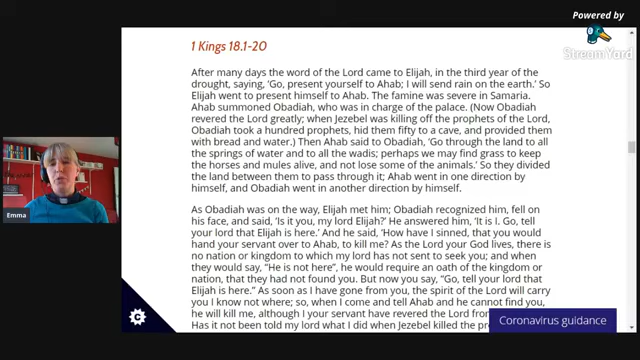 Powered by
StreamYard
1 Kings 18.1-20
After many days the word of the Lord came to Elijah, in the third year of the
drought, saying, ‘Go, present yourself to Ahab; I will send rain on the earth.’ So
Elijah went to present himself to Ahab. The famine was severe in Samaria.
Ahab summoned Obadiah, who was in charge of the palace. (Now Obadiah
revered the Lord greatly; when Jezebel was killing off the prophets of the Lord,
Obadiah took a hundred prophets, hid them fifty to a cave, and provided them
with bread and water.) Then Ahab said to Obadiah, ‘Go through the land to all
the springs of water and to all the wadis; perhaps we may find grass to keep
the horses and mules alive, and not lose some of the animals.’ So they divided
the land between them to pass through it; Ahab went in one direction by
himself, and Obadiah went in another direction by himself.
As Obadiah was on the way, Elijah met him; Obadiah recognized him, fell on
his face, and said, ‘Is it you, my lord Elijah?’ He answered him, ‘It is I. Go, tell
your lord that Elijah is here.’ And he said, ‘How have I sinned, that you would
hand your servant over to Ahab, to kill me? As the Lord your God lives, there is
no nation or kingdom to which my lord has not sent to seek you; and when
they would say, “He is not here”, he would require an oath of the kingdom or
nation, that they had not found you. But now you say, “Go, tell your lord that
Elijah is here.” As soon as I have gone from you, the spirit of the Lord will carry
you I know not where; so, when I come and tell Ahab and he cannot find you,
he will kill me, although I your servant have revered the Lord from
Has it not been told my lord what I did when Jezebel killed the
Emma
Coronavirus guidance